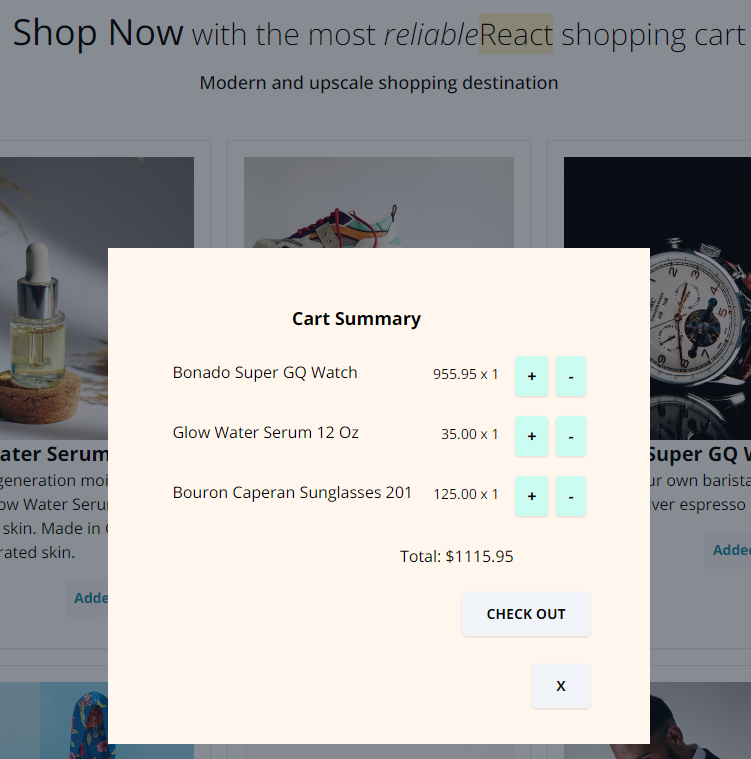 Shop Now with the most reliableReact shopping cart
Modern and upscale shopping destination
Cart Summary
Bonado Super GQ Watch 955.95 x 1 + -
Glow Water Serum 12 Oz 35.00 x 1 + -
Bouron Caperan Sunglasses 201 125.00 x 1 + -
Total: $1115.95
CHECK OUT
X
ater Serum
generation moi
ow Water Seru
skin. Made in
rated skin.
Adde
Super GQ W
ur own barista
ver espresso
Adde